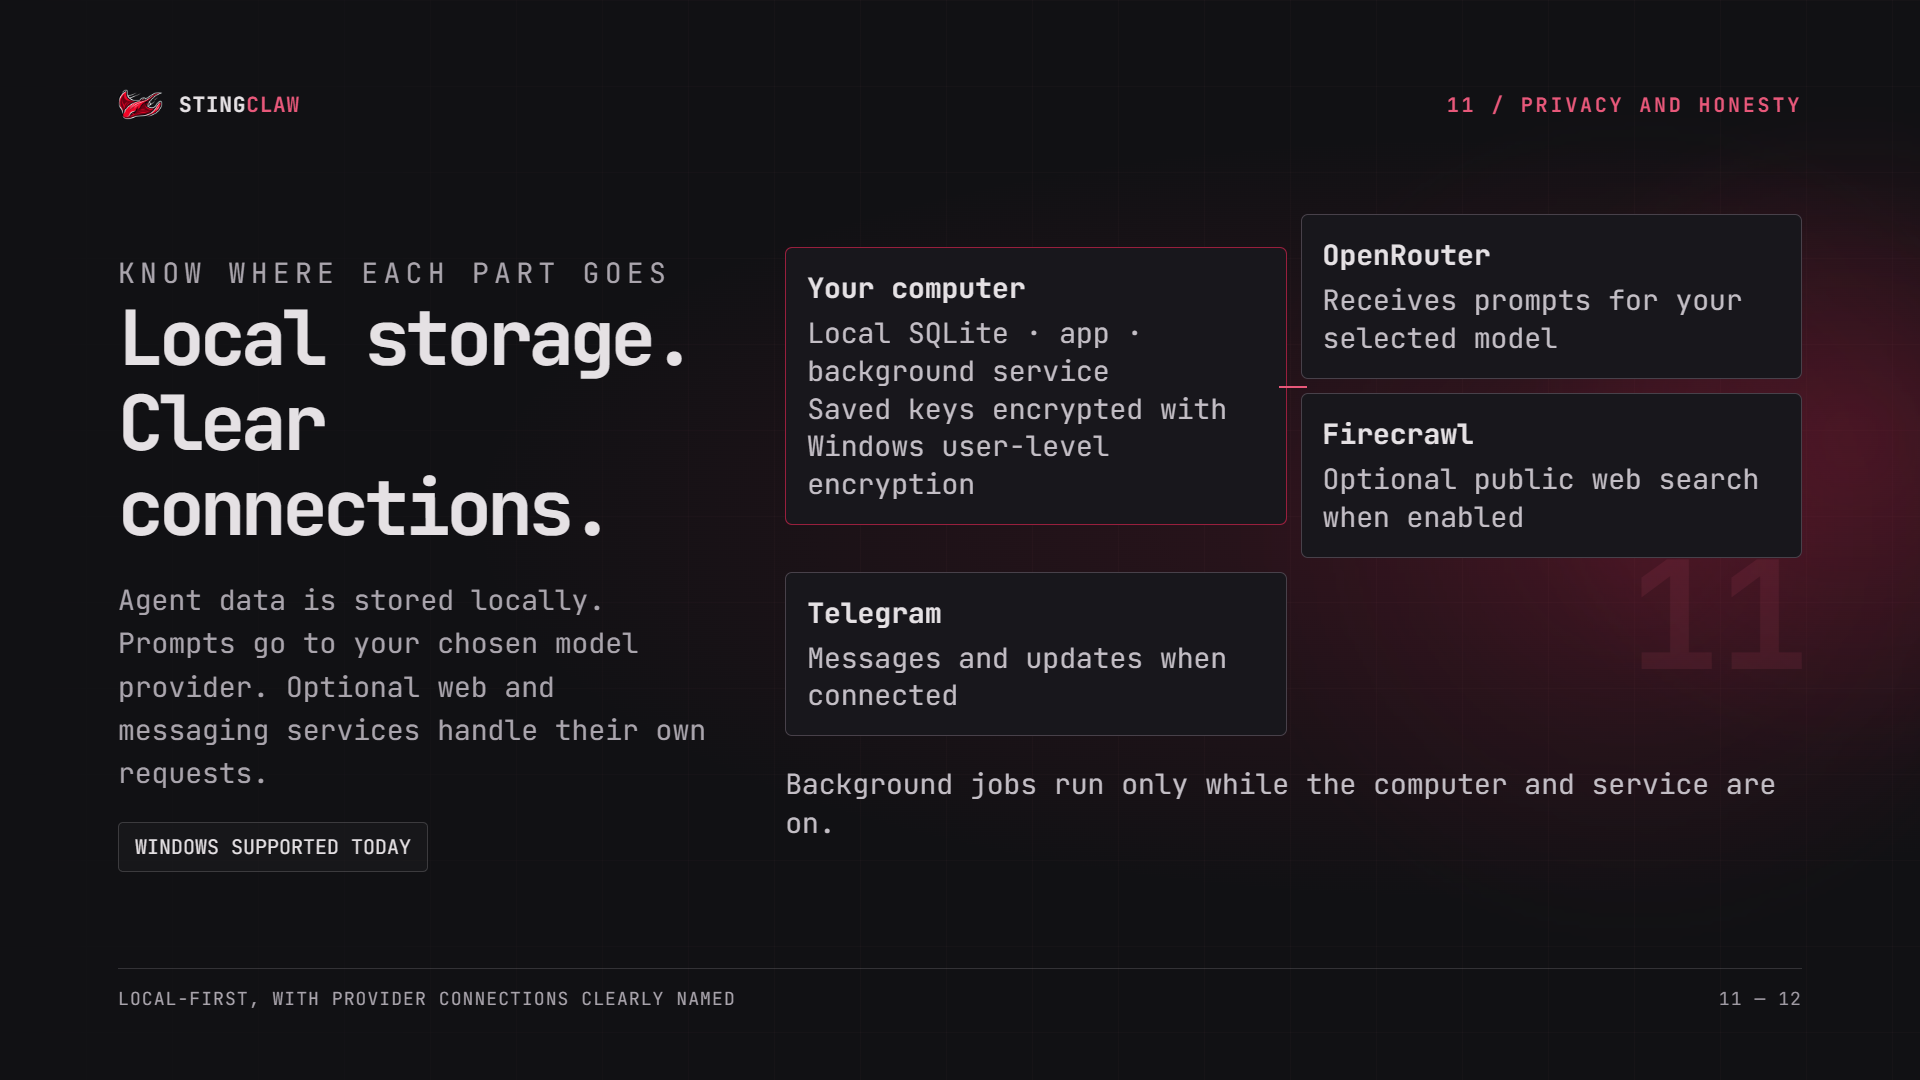 STINGCLAW
11 / PRIVACY AND HONESTY
KNOW WHERE EACH PART GOES
Local storage.
Clear
connections.
Agent data is stored locally.
Prompts go to your chosen model
provider. Optional web and
messaging services handle their own
requests.
WINDOWS SUPPORTED TODAY
Your computer
Local SQLite · app ·
background service
Saved keys encrypted with
Windows user-level
encryption
OpenRouter
Receives prompts for your
selected model
Firecrawl
Optional public web search
when enabled
Telegram
Messages and updates when
connected
11
Background jobs run only while the computer and service are
on.
LOCAL-FIRST, WITH PROVIDER CONNECTIONS CLEARLY NAMED
11 — 12